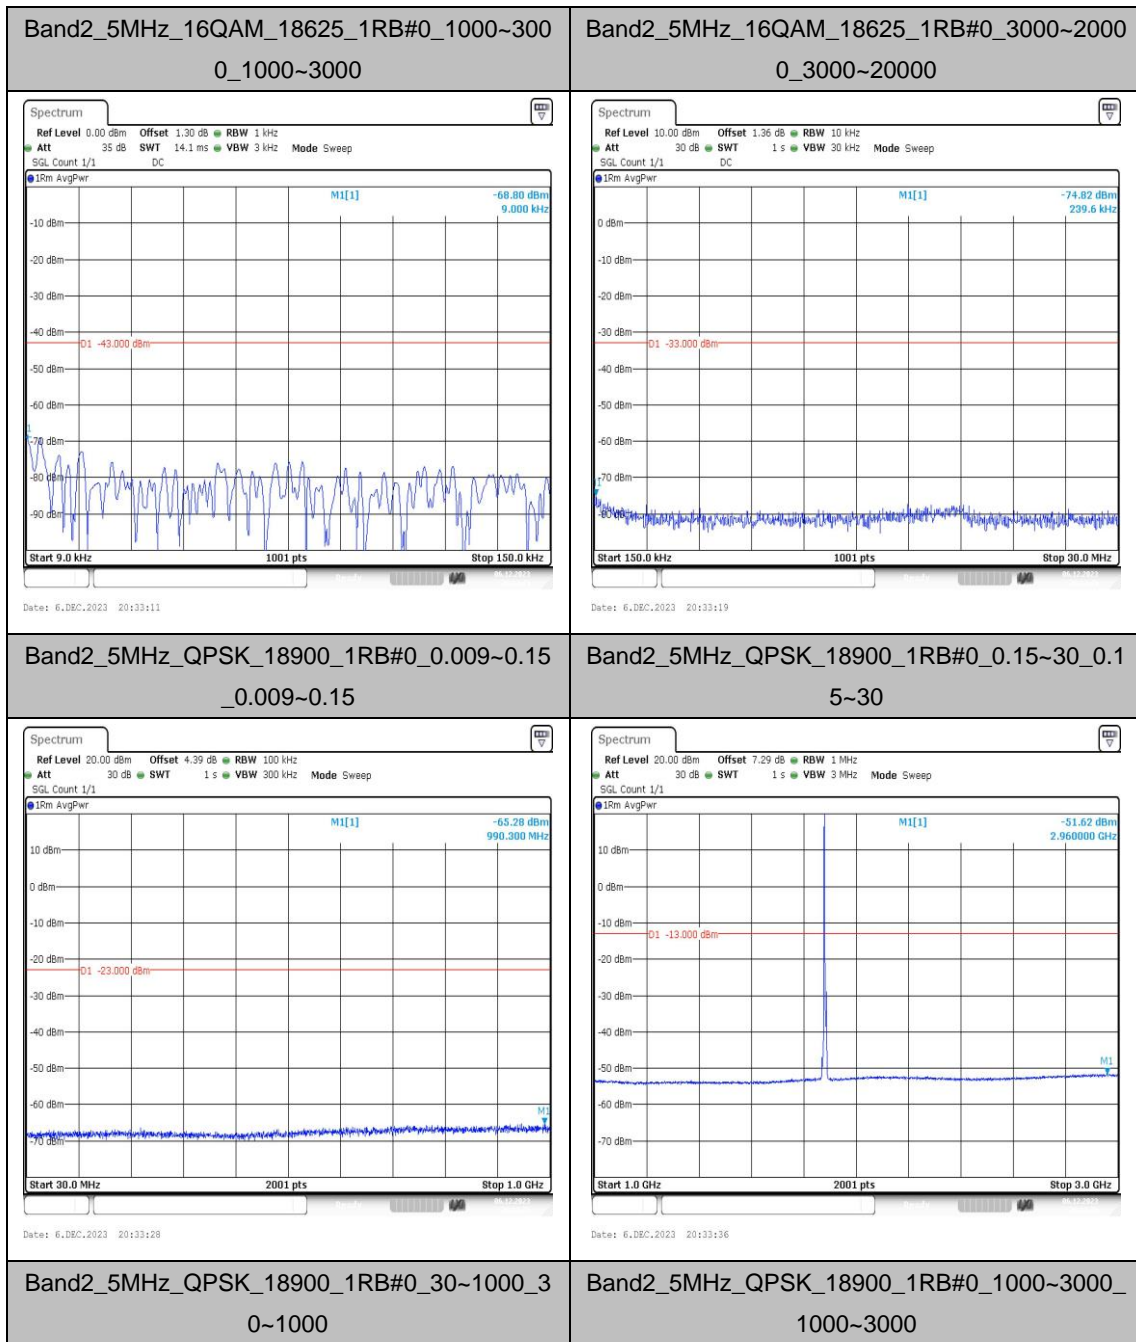 Band2_5MHz_16QAM_18625_1RB#0_1000~300
0_1000~3000
Band2_5MHz_16QAM_18625_1RB#0_3000~2000
0_3000~20000
Spectrum
Ref Level 0.00 dBm Offset 1.30 dB RBW 1 kHz
Att 35 dB SWT 14.1 ms VBW 3 kHz Mode Sweep
SGL Count 1/1 DC
1Rm AvgPwr
M1[1] -68.80 dBm
9.000 kHz
-10 dBm
-20 dBm
-30 dBm
-40 dBm
D1 -43.000 dBm
-50 dBm
-60 dBm
-70 dBm
-80 dBm
-90 dBm
Start 9.0 kHz 1001 pts Stop 150.0 kHz
Date: 6.DEC.2023 20:33:11
Spectrum
Ref Level 10.00 dBm Offset 1.36 dB RBW 10 kHz
Att 30 dB SWT 1 s VBW 30 kHz Mode Sweep
SGL Count 1/1 DC
1Rm AvgPwr
M1[1] -74.82 dBm
239.6 kHz
0 dBm
-10 dBm
-20 dBm
-30 dBm
D1 -33.000 dBm
-40 dBm
-50 dBm
-60 dBm
-70 dBm
-80 dBm
Start 150.0 kHz 1001 pts Stop 30.0 MHz
Date: 6.DEC.2023 20:33:19
Band2_5MHz_QPSK_18900_1RB#0_0.009~0.15
_0.009~0.15
Band2_5MHz_QPSK_18900_1RB#0_0.15~30_0.1
5~30
Spectrum
Ref Level 20.00 dBm Offset 4.39 dB RBW 100 kHz
Att 30 dB SWT 1 s VBW 300 kHz Mode Sweep
SGL Count 1/1
1Rm AvgPwr
M1[1] -65.28 dBm
990.300 MHz
10 dBm
0 dBm
-10 dBm
-20 dBm
D1 -23.000 dBm
-30 dBm
-40 dBm
-50 dBm
-60 dBm
M1
-70 dBm
Start 30.0 MHz 2001 pts Stop 1.0 GHz
Date: 6.DEC.2023 20:33:28
Spectrum
Ref Level 20.00 dBm Offset 7.29 dB RBW 1 MHz
Att 30 dB SWT 1 s VBW 3 MHz Mode Sweep
SGL Count 1/1
1Rm AvgPwr
M1[1] -51.62 dBm
2.960000 GHz
10 dBm
0 dBm
-10 dBm
D1 -13.000 dBm
-20 dBm
-30 dBm
-40 dBm
-50 dBm
M1
-60 dBm
-70 dBm
Start 1.0 GHz 2001 pts Stop 3.0 GHz
Date: 6.DEC.2023 20:33:36
Band2_5MHz_QPSK_18900_1RB#0_30~1000_3
0~1000
Band2_5MHz_QPSK_18900_1RB#0_1000~3000_
1000~3000